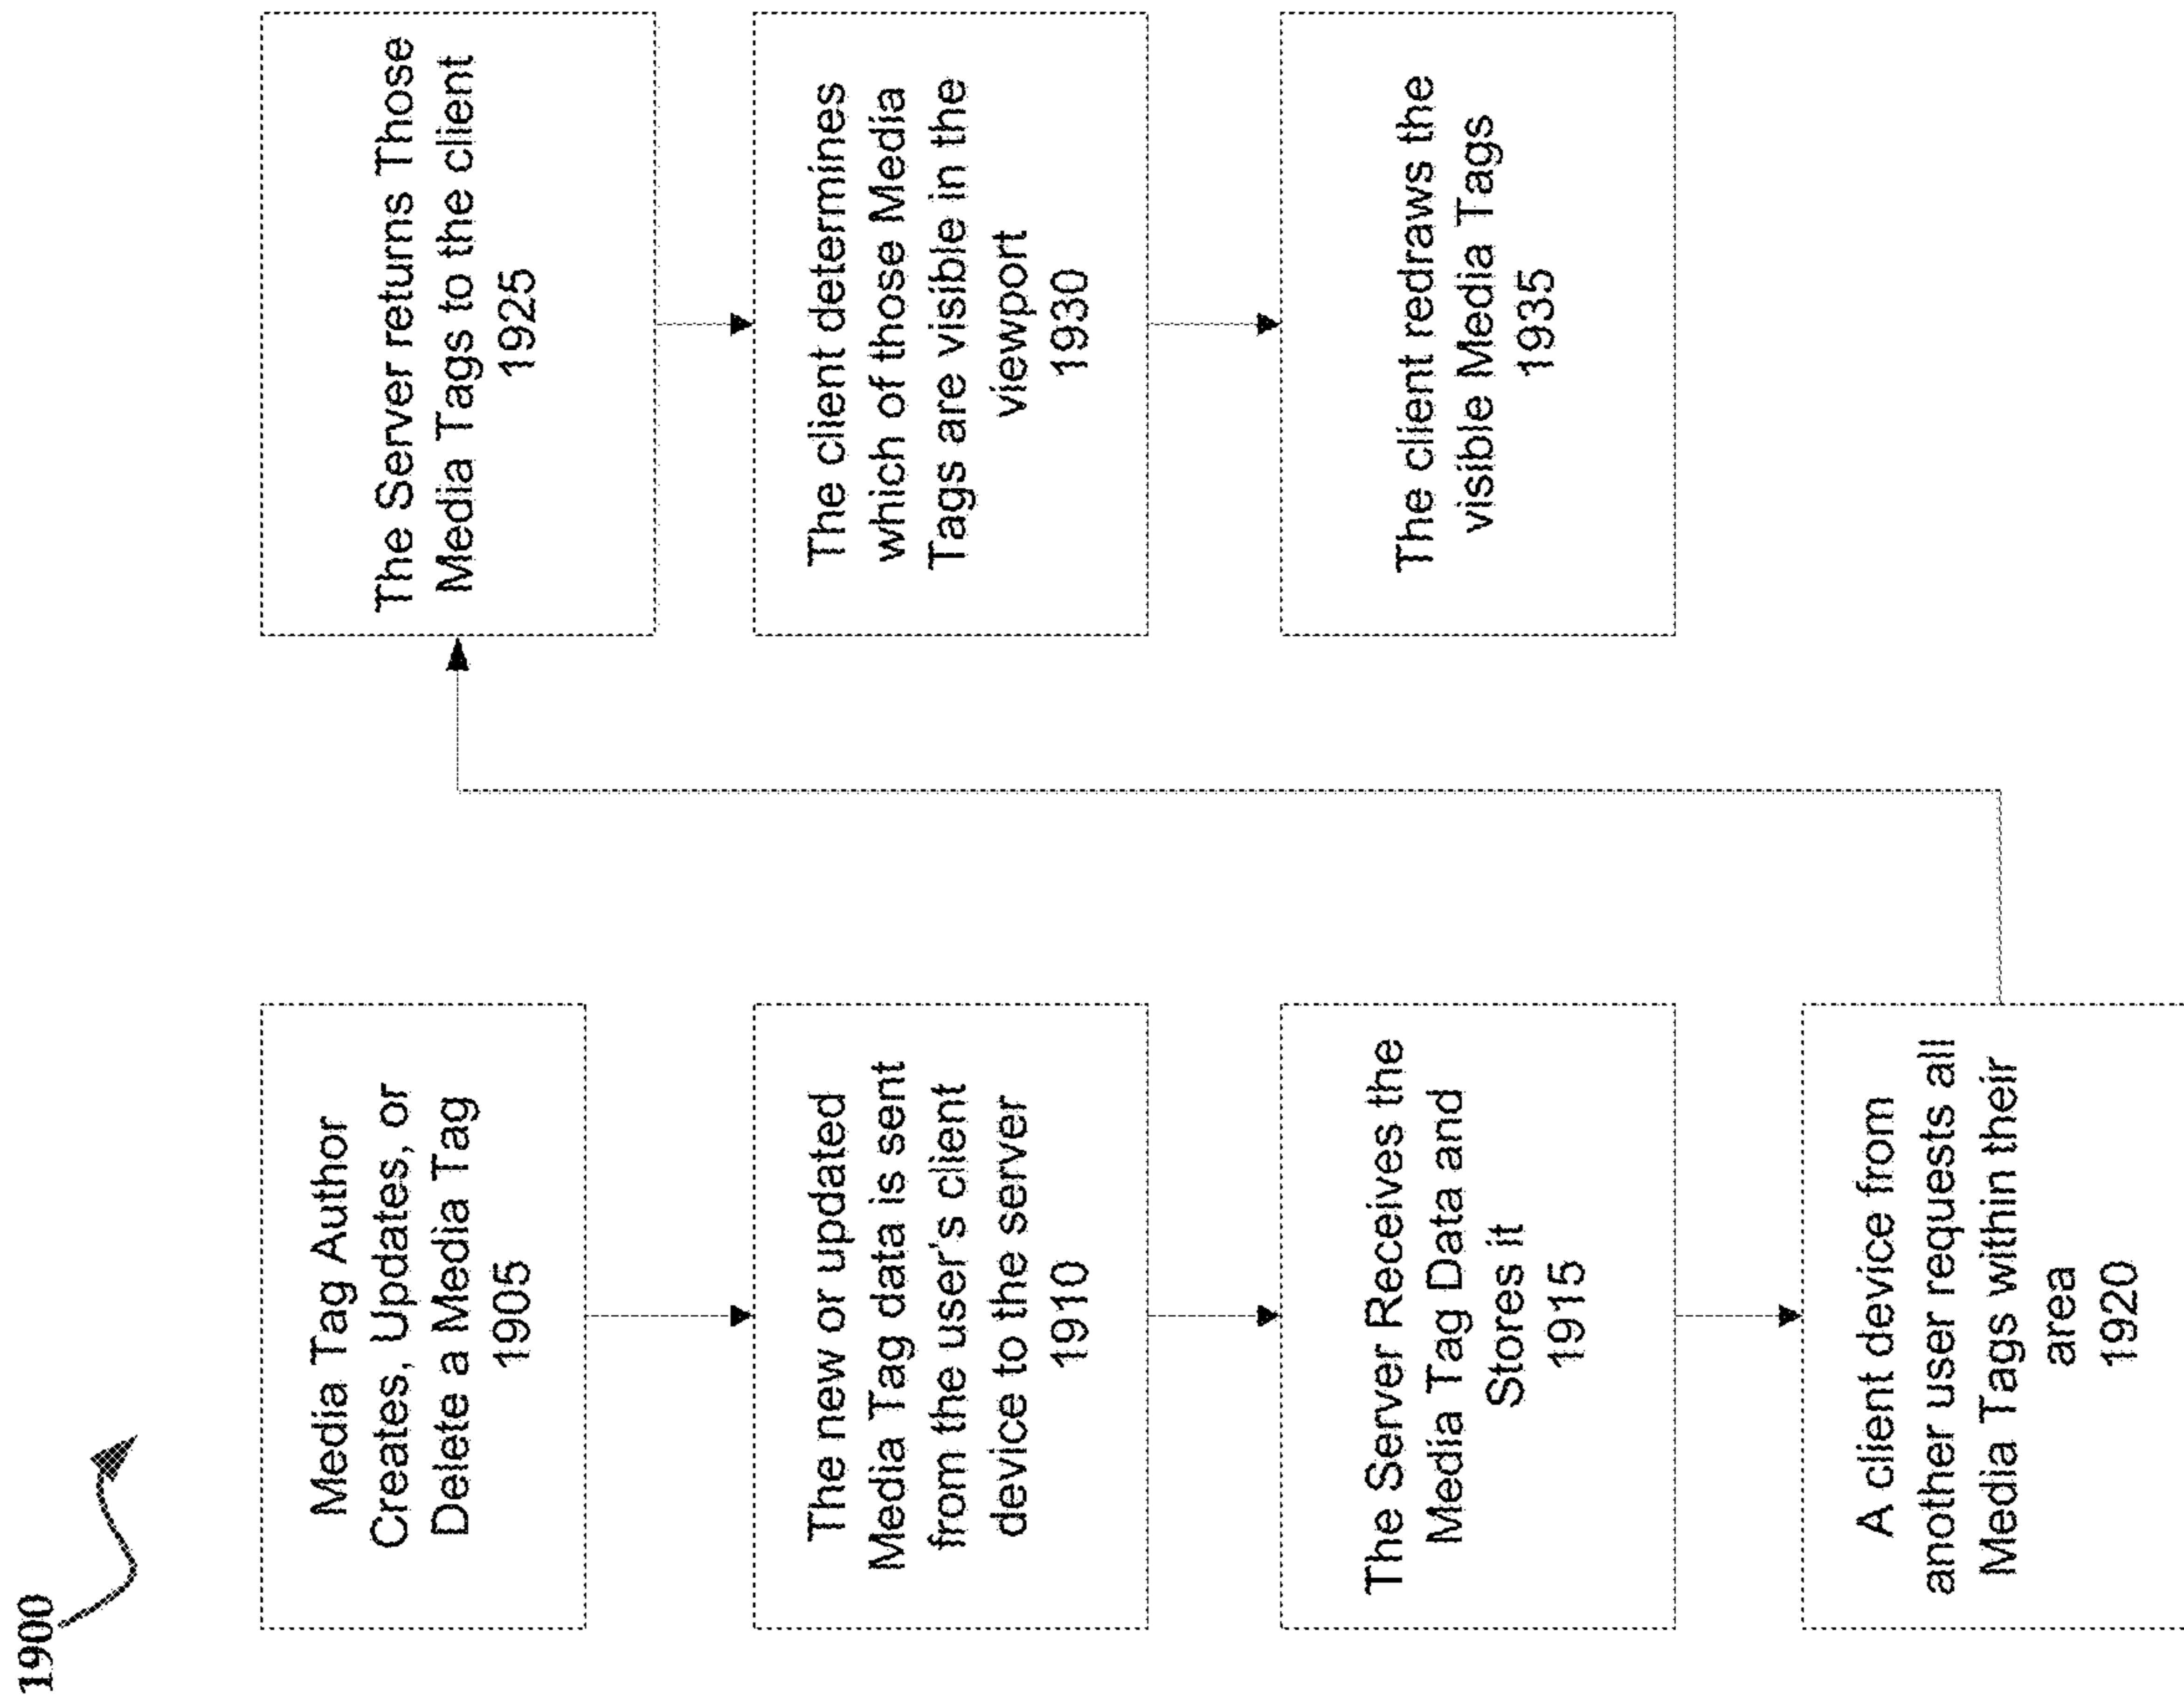 1900
Media Tag Author
Creates, Updates, or
Delete a Media Tag
1905
The new or updated
Media Tag data is sent
from the user's client
device to the server
1910
The Server Receives the
Media Tag Data and
Stores it
1915
A client device from
another user requests all
Media Tags within their
area
1920
The Server returns Those
Media Tags to the client
1925
The client determines
which of those Media
Tags are visible in the
viewport
1930
The client redraws the
visible Media Tags
1935